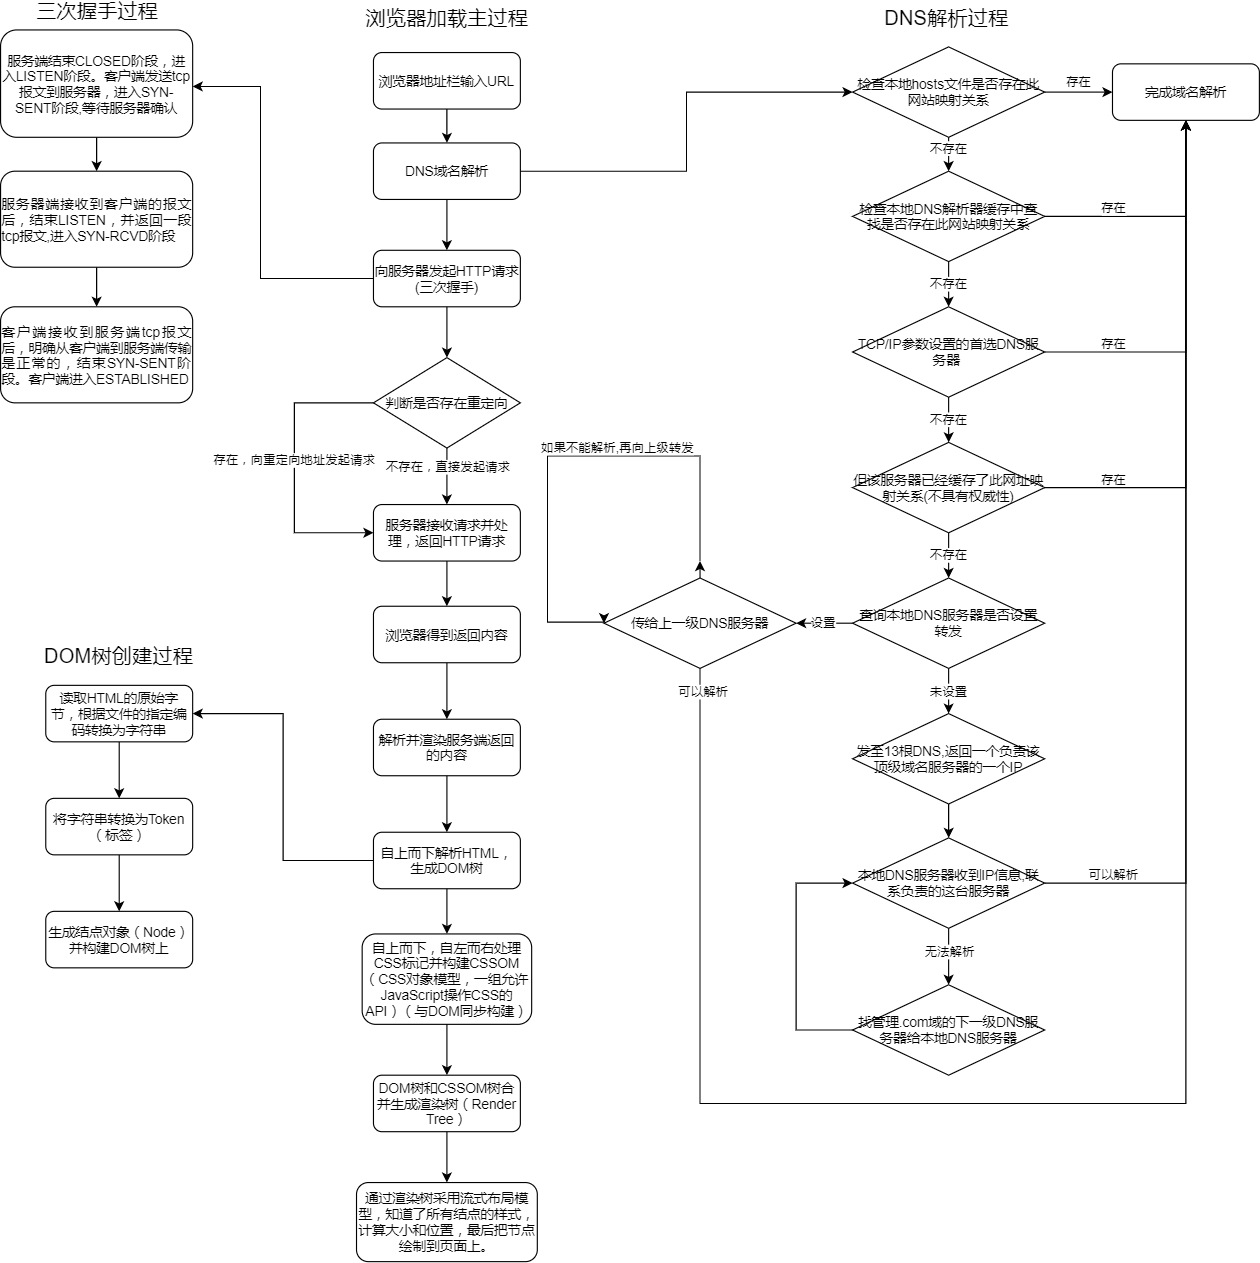 三次握手过程
服务端结束CLOSED阶段，进
入LISTEN阶段。客户端发送tcp
报文到服务器，进入SYN-
SENT阶段,等待服务器确认
服务器端接收到客户端的报文
后，结束LISTEN，并返回一段
tcp报文,进入SYN-RCVD阶段
客户端接收到服务端tcp报文
后，明确从客户端到服务端传输
是正常的，结束SYN-SENT阶
段。客户端进入ESTABLISHED
浏览器加载主过程
浏览器地址栏输入URL
DNS域名解析
向服务器发起HTTP请求
(三次握手)
判断是否存在重定向
存在，向重定向地址发起请求
不存在，直接发起请求
服务器接收请求并处
理，返回HTTP请求
浏览器得到返回内容
解析并渲染服务端返回
的内容
自上而下解析HTML，
生成DOM树
自上而下，自左而右处理
CSS标记并构建CSSOM
（CSS对象模型，一组允许
JavaScript操作CSS的
API）（与DOM同步构建）
DOM树和CSSOM树合
并生成渲染树（Render
Tree）
通过渲染树采用流式布局模
型，知道了所有结点的样式，
计算大小和位置，最后把节点
绘制到页面上。
DOM树创建过程
读取HTML的原始字
节，根据文件的指定编
码转换为字符串
将字符串转换为Token
（标签）
生成结点对象（Node）
并构建DOM树上
DNS解析过程
检查本地hosts文件是否存在此
网站映射关系
存在
完成域名解析
不存在
检查本地DNS解析器缓存中查
找是否存在此网站映射关系
存在
不存在
TCP/IP参数设置的首选DNS服
务器
存在
不存在
但该服务器已经缓存了此网址映
射关系(不具有权威性)
存在
不存在
查询本地DNS服务器是否设置
转发
设置
传给上一级DNS服务器
如果不能解析,再向上级转发
可以解析
未设置
发至13根DNS,返回一个负责该
顶级域名服务器的一个IP
本地DNS服务器收到IP信息,联
系负责的这台服务器
可以解析
无法解析
找管理.com域的下一级DNS服
务器给本地DNS服务器